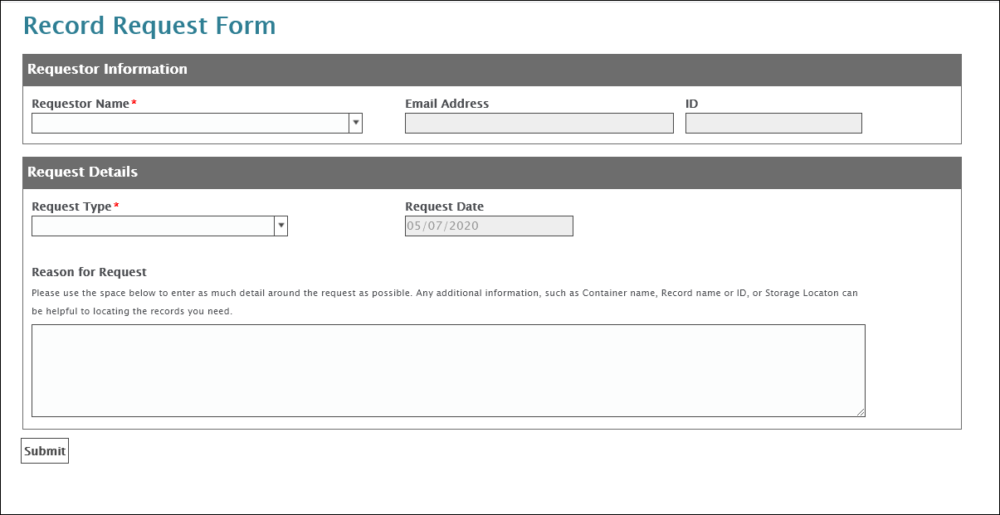 Record Request Form
Requestor Information
Requestor Name*
Email Address
ID
Request Details
Request Type*
Request Date
05/07/2020
Reason for Request
Please use the space below to enter as much detail around the request as possible. Any additional information, such as Container name, Record name or ID, or Storage Locaton can
be helpful to locating the records you need.
Submit